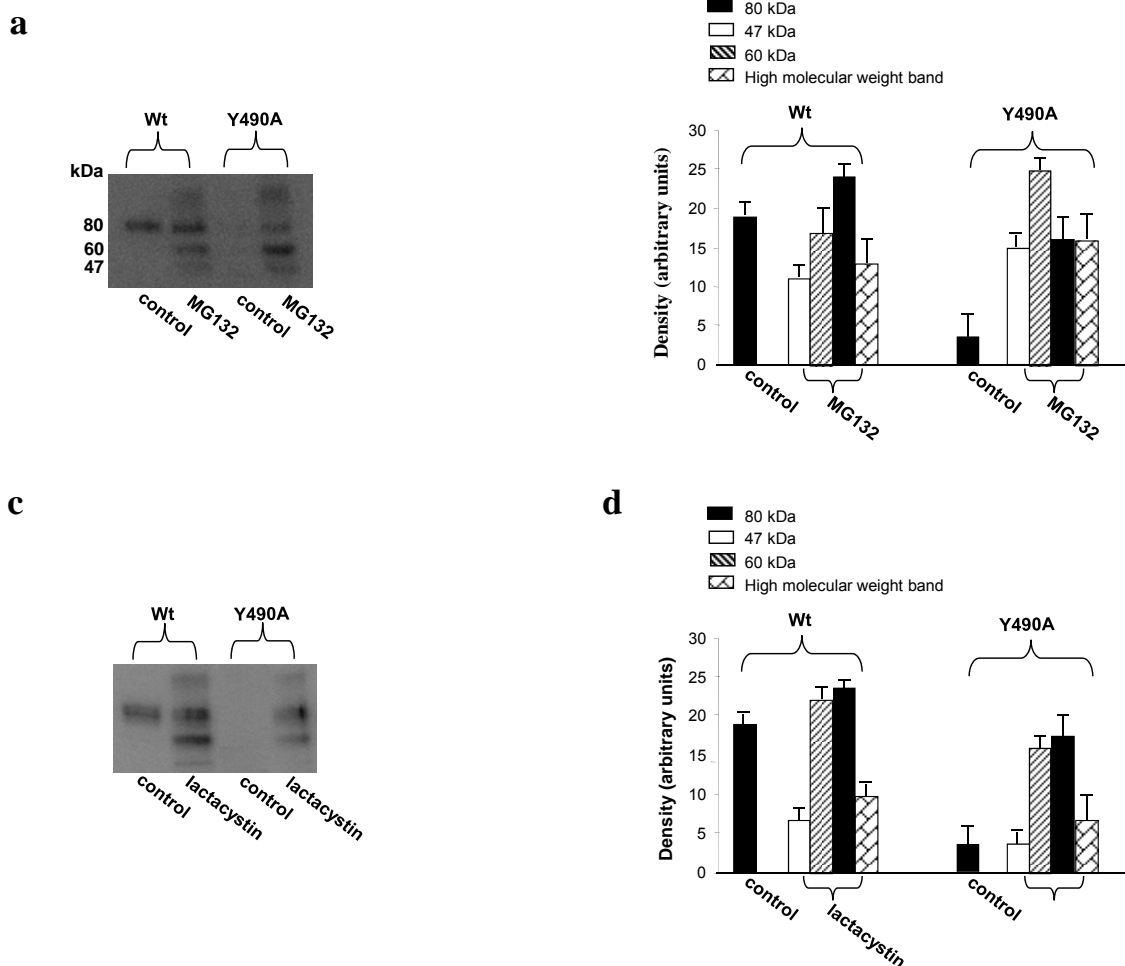 a
Wt Y490A
kDa
80
60
47
control MG132 control MG132
80 kDa
47 kDa
60 kDa
High molecular weight band
Wt
Y490A
Density (arbitrary units)
30
25
20
15
10
5
0
control MG132 control MG132
c
Wt Y490A
control lactacystin control lactacystin
d
80 kDa
47 kDa
60 kDa
High molecular weight band
Wt
Y490A
Density (arbitrary units)
30
25
20
15
10
5
0
control lactacystin control